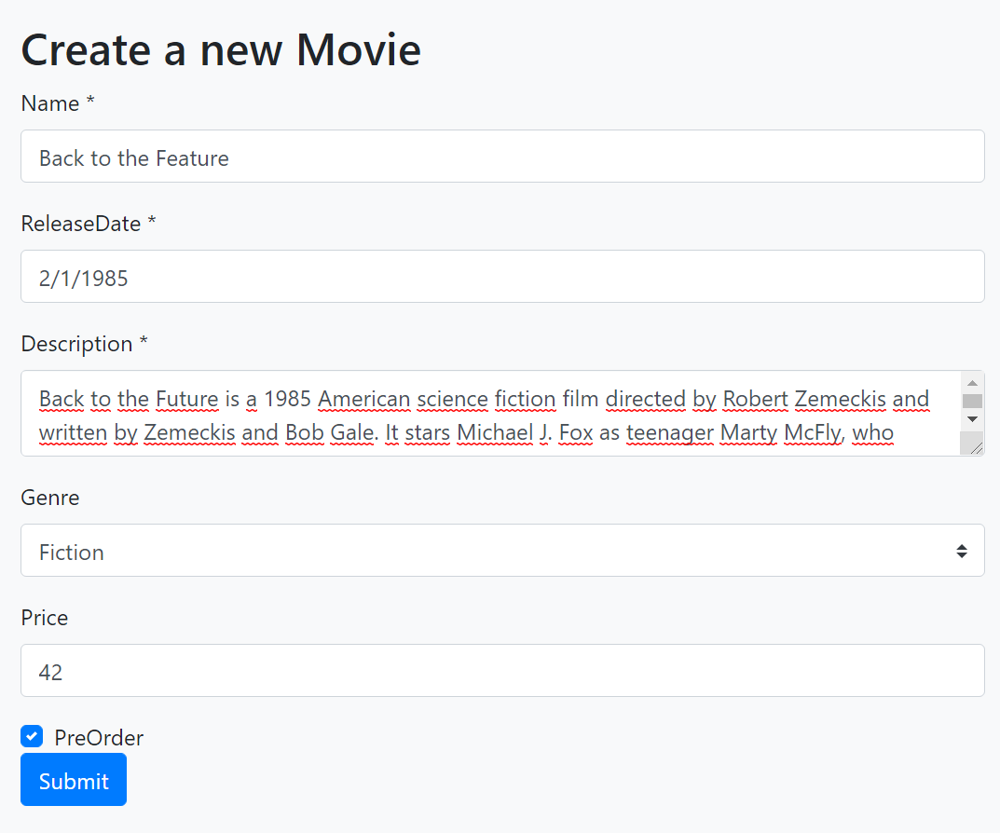 Create a new Movie
Name *
Back to the Feature
ReleaseDate *
2/1/1985
Description *
Back to the Future is a 1985 American science fiction film directed by Robert Zemeckis and
written by Zemeckis and Bob Gale. It stars Michael J. Fox as teenager Marty McFly, who
Genre
Fiction
Price
42
PreOrder
Submit